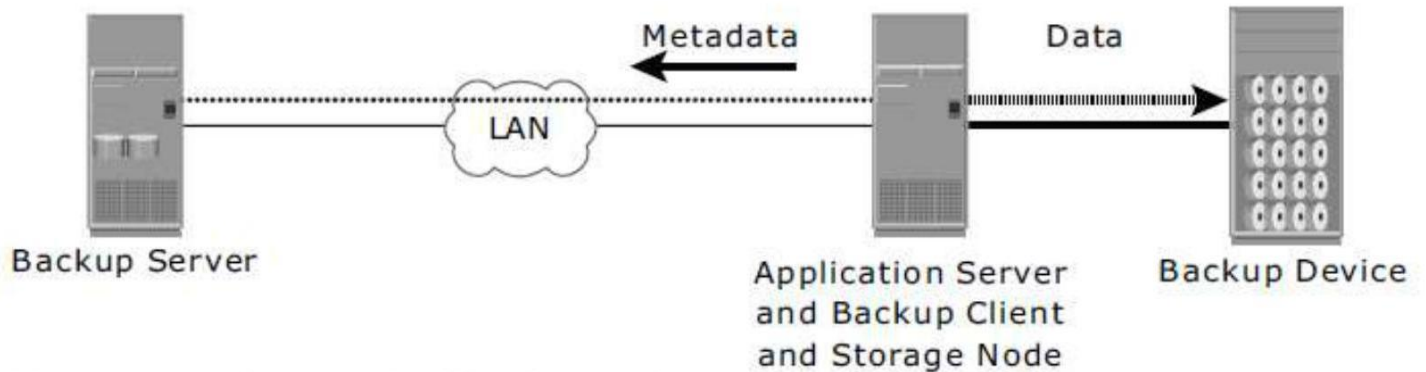 Metadata
Data
LAN
Backup Server
Application Server
and Backup Client
and Storage Node
Backup Device